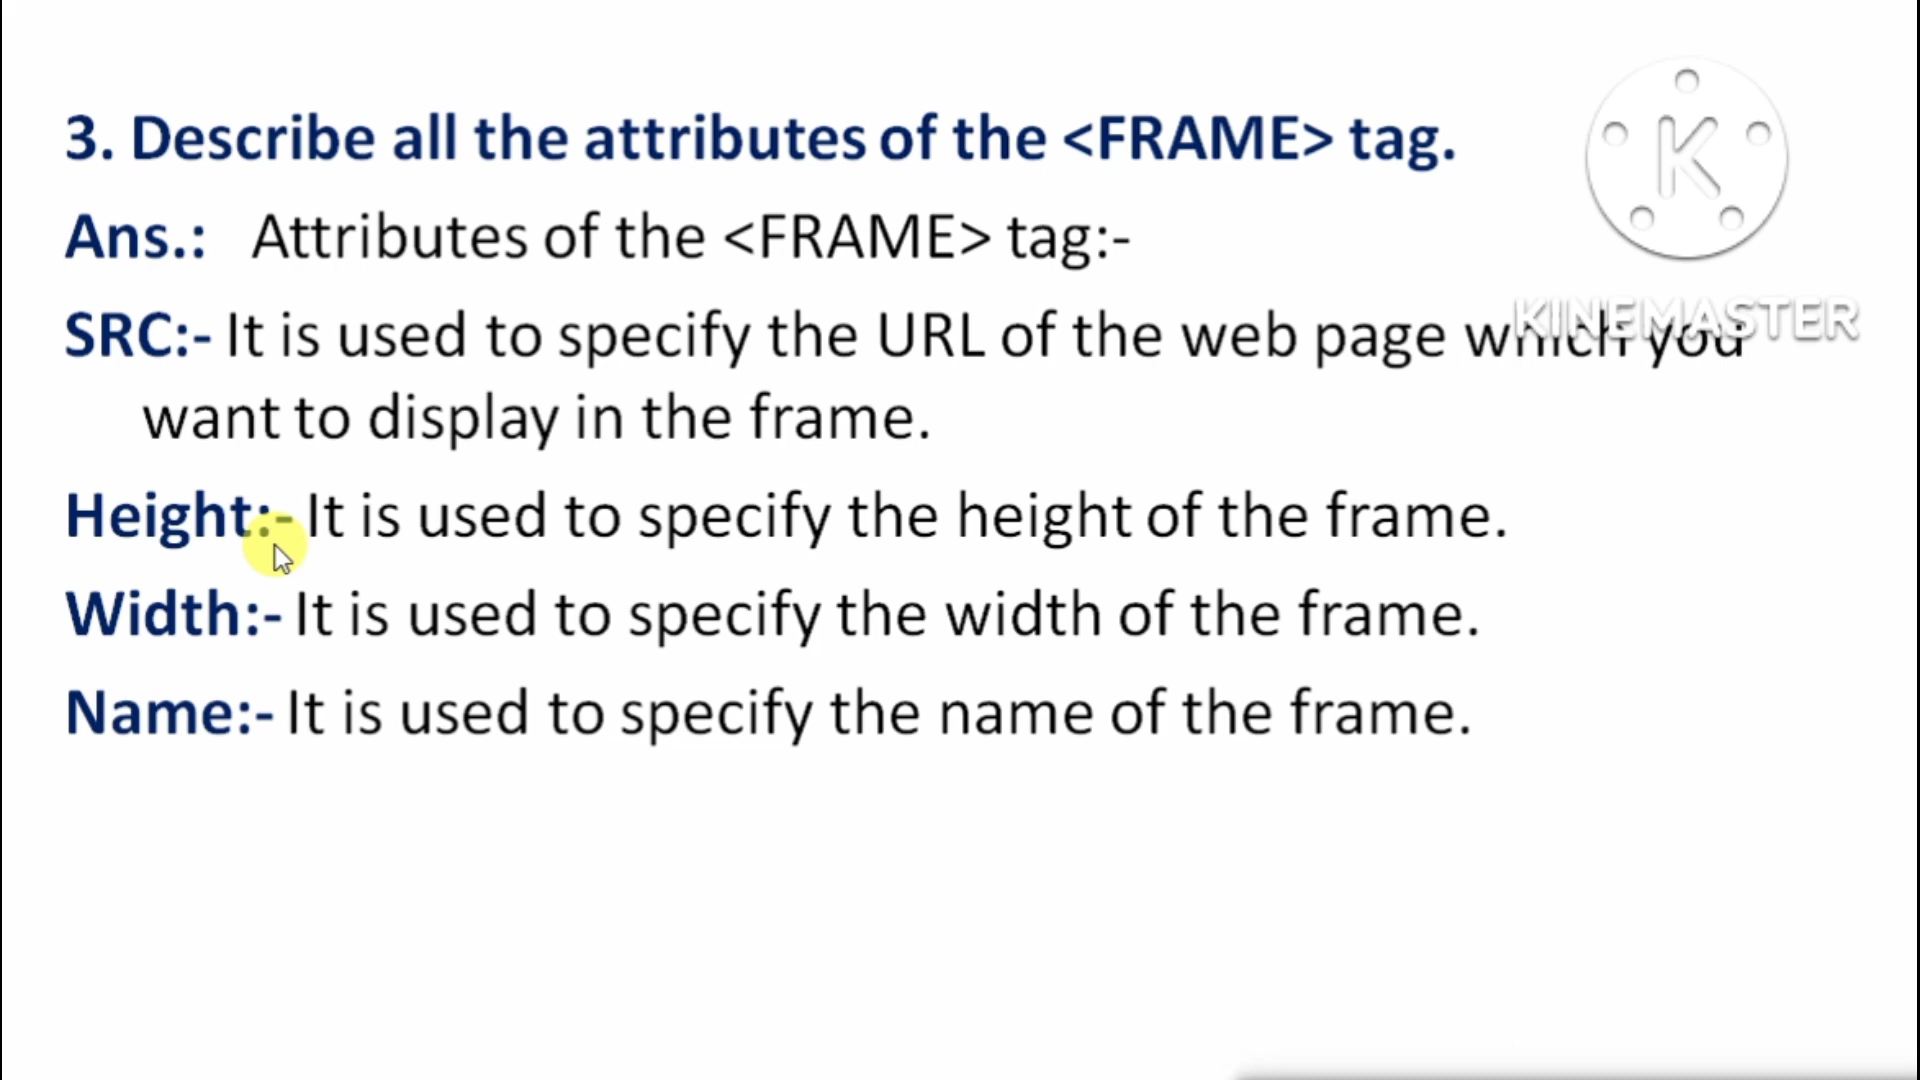 3. Describe all the attributes of the <FRAME> tag.
Ans.: Attributes of the <FRAME> tag:-
SRC:- It is used to specify the URL of the web page which you
want to display in the frame.
Height:- It is used to specify the height of the frame.
Width:- It is used to specify the width of the frame.
Name:- It is used to specify the name of the frame.
K
KINEMASTER